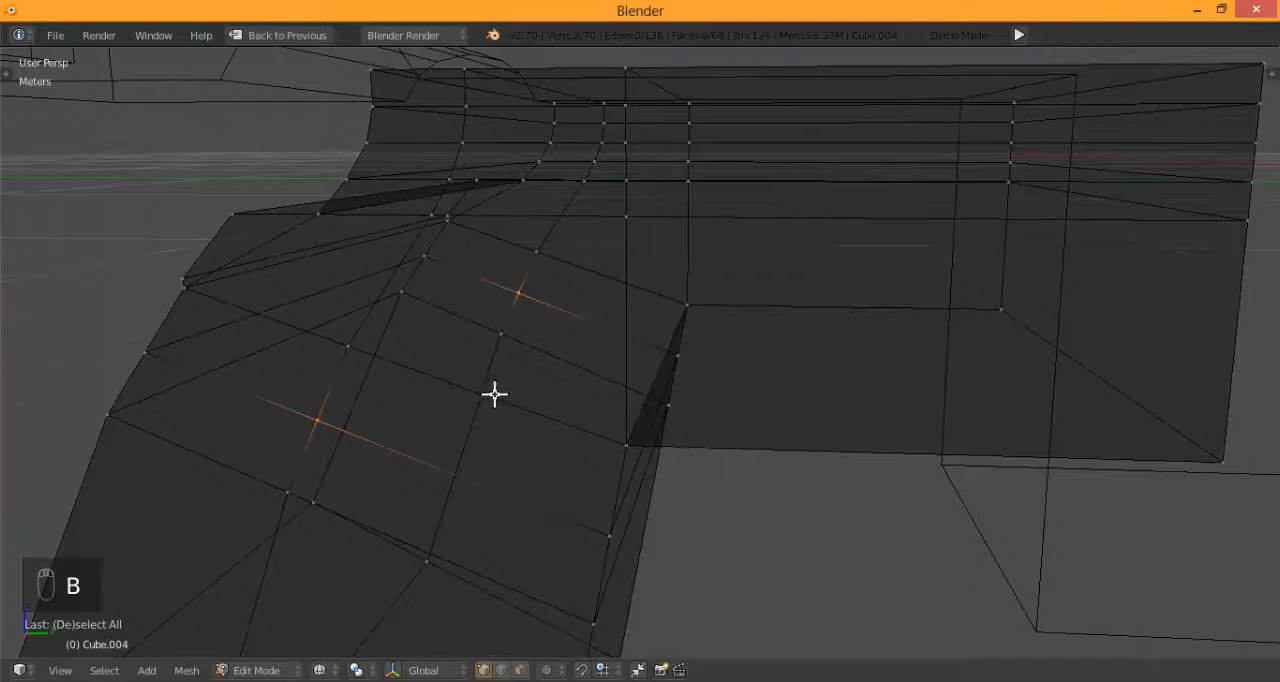 Blender
File Render Window Help Back to Previous Blender Render v2.70 | Verts:2/70 | Edges:0/136 | Faces:0/68 | Tris:136 | Mem:26.33M | Cube.004 Demo Mode
User Persp
Meters
B
Last: (De)select All
(0) Cube.004
View Select Add Mesh Edit Mode Global